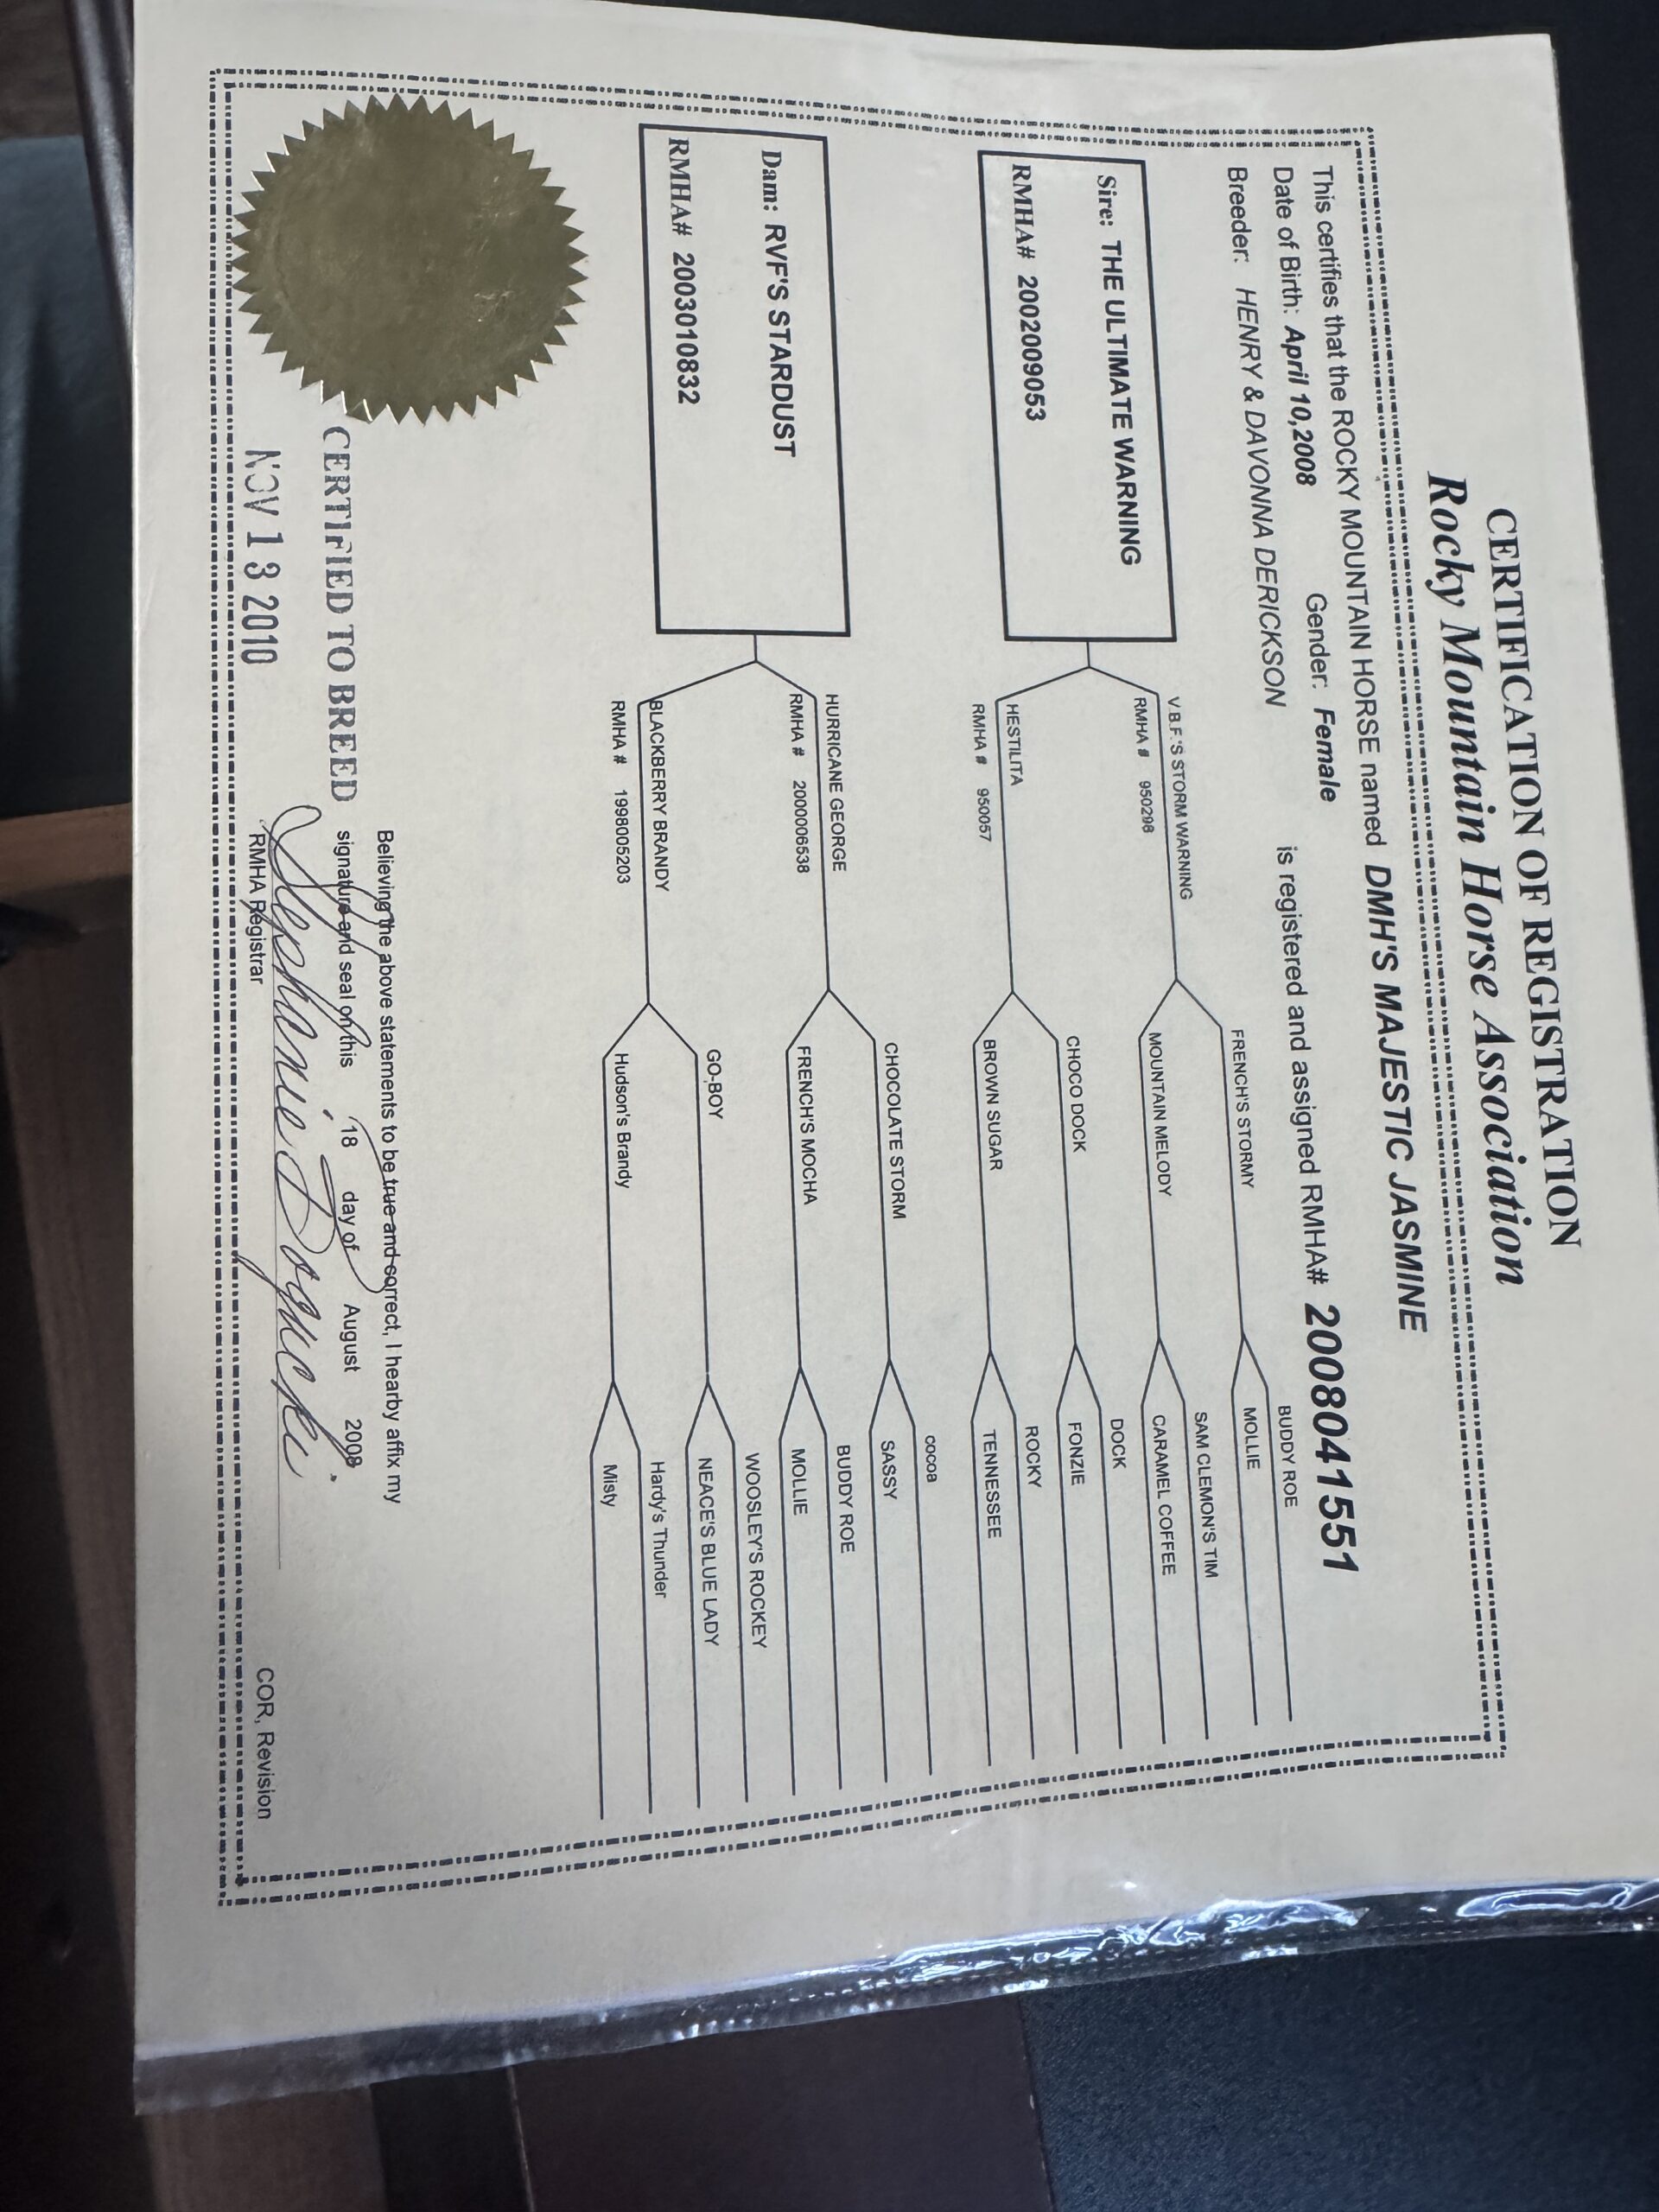 CERTIFICATION OF REGISTRATION
Rocky Mountain Horse Association
This certifies that the ROCKY MOUNTAIN HORSE named DMH'S MAJESTIC JASMINE
Date of Birth: April 10,2008 Gender: Female is registered and assigned RMHA# 2008041551
Breeder: HENRY & DAVONNA DERICKSON
BUDDY ROE
FRENCH'S STORMY
MOLLIE
V.B.F.'S STORM WARNING
RMHA # 950298
SAM CLEMON'S TIM
MOUNTAIN MELODY
CARAMEL COFFEE
Sire: THE ULTIMATE WARNING
RMHA# 2002009053
DOCK
CHOCO DOCK
FONZIE
HESTILITA
RMHA # 950057
ROCKY
BROWN SUGAR
TENNESSEE
cocoa
CHOCOLATE STORM
SASSY
HURRICANE GEORGE
RMHA # 2000006538
BUDDY ROE
FRENCH'S MOCHA
MOLLIE
Dam: RVF'S STARDUST
RMHA# 2003010832
WOOSLEY'S ROCKEY
GO-BOY
NEACE'S BLUE LADY
BLACKBERRY BRANDY
RMHA # 1998005203
Hardy's Thunder
Hudson's Brandy
Misty
Believing the above statements to be true and correct, I hearby affix my
signature and seal on this 18 day of August 2008
CERTIFIED TO BREED
NOV 13 2010
Stephanie
RMHA Registrar
COR, Revision